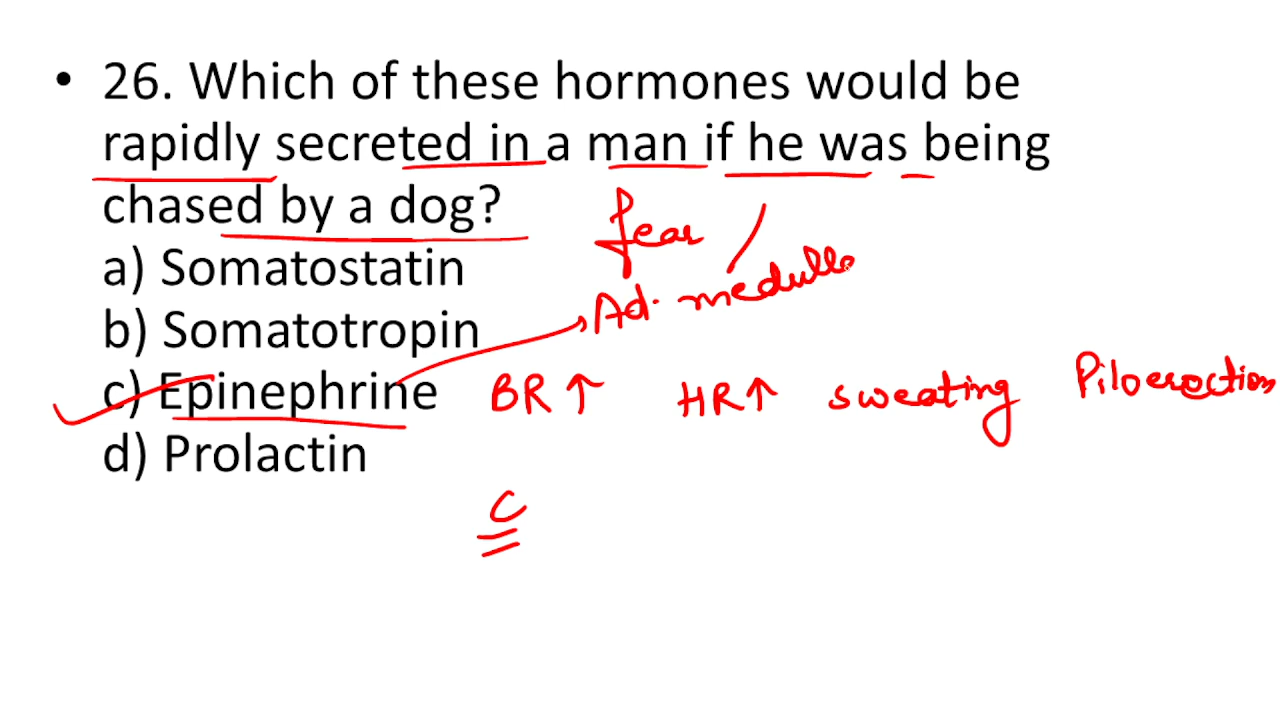 • 26. Which of these hormones would be
rapidly secreted in a man if he was being
chased by a dog?
fear
a) Somatostatin
Ad. medulla
b) Somatotropin
c) Epinephrine BR ↑ HR ↑ sweating Piloerection
d) Prolactin
C